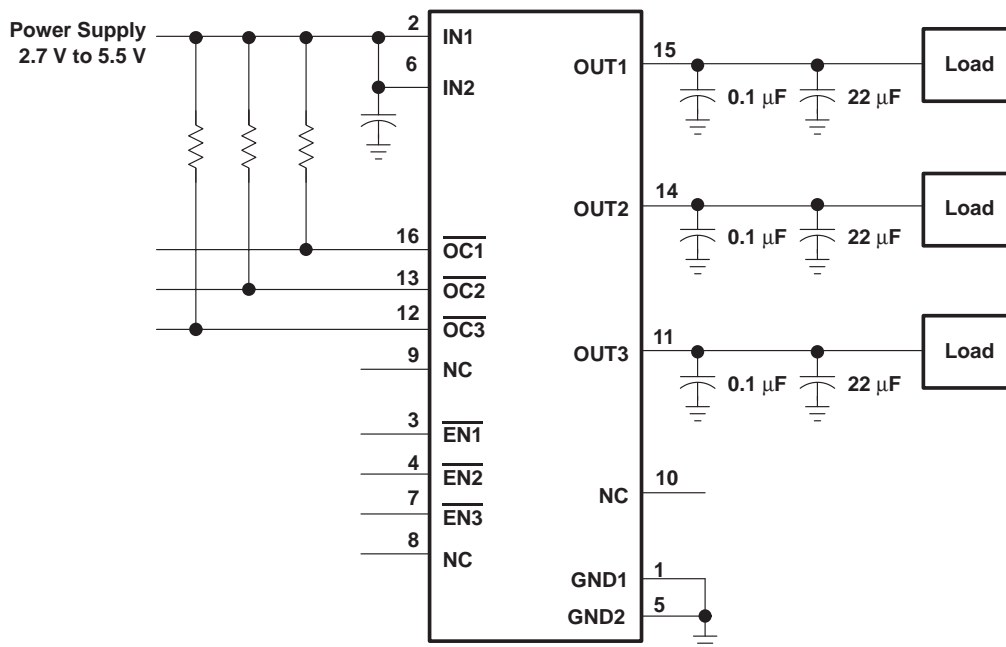 Power Supply
2.7 V to 5.5 V
2
IN1
6
IN2
16
OC1
13
OC2
12
OC3
9
NC
3
EN1
4
EN2
7
EN3
8
NC
OUT1
15
0.1 μF
22 μF
Load
OUT2
14
0.1 μF
22 μF
Load
OUT3
11
0.1 μF
22 μF
Load
NC
10
GND1
1
GND2
5